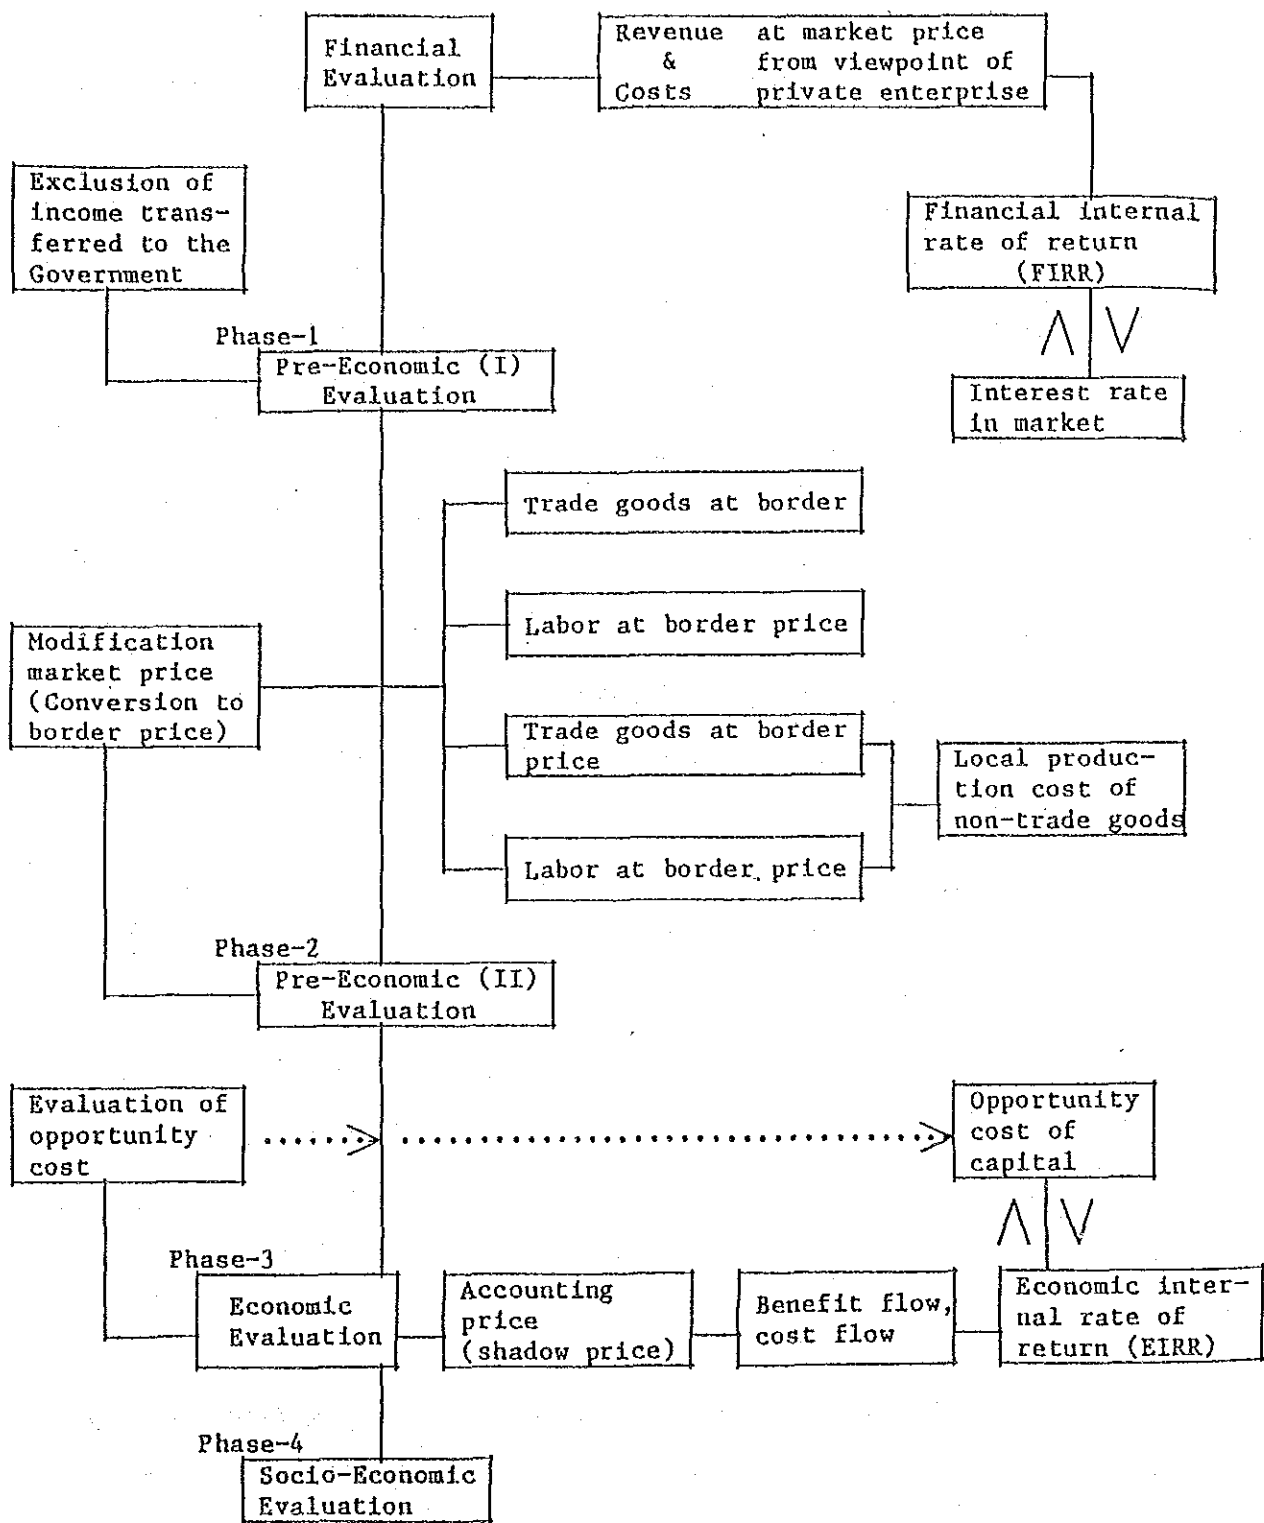 Financial
Evaluation
Revenue at market price
& from viewpoint of
Costs private enterprise
Exclusion of
income trans-
ferred to the
Government
Financial internal
rate of return
(FIRR)
∧ ∨
Interest rate
in market
Phase-1
Pre-Economic (I)
Evaluation
Trade goods at border
Labor at border price
Modification
market price
(Conversion to
border price)
Trade goods at border
price
Local produc-
tion cost of
non-trade goods
Labor at border price
Phase-2
Pre-Economic (II)
Evaluation
Evaluation of
opportunity
cost
Opportunity
cost of
capital
∧ ∨
Phase-3
Economic
Evaluation
Accounting
price
(shadow price)
Benefit flow,
cost flow
Economic inter-
nal rate of
return (EIRR)
Phase-4
Socio-Economic
Evaluation